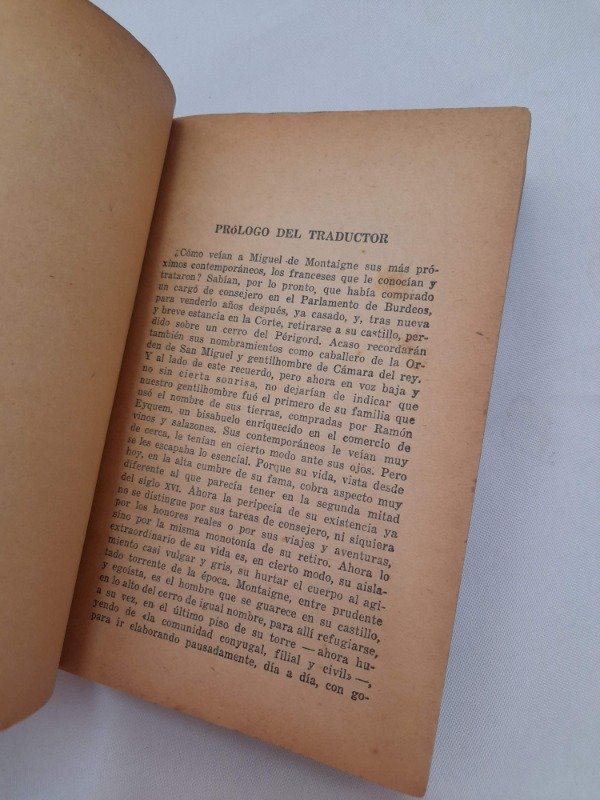 PRÓLOGO DEL TRADUCTOR
¿Cómo veían a Miguel de Montaigne sus más pró-
ximos contemporáneos, los franceses que le conocían y
trataron? Sabían, por lo pronto, que había comprado
un cargo de consejero en el Parlamento de Burdeos,
para venderlo años después, ya casado, y, tras nueva
y breve estancia en la Corte, retirarse a su castillo, per-
dido sobre un cerro del Périgord. Acaso recordarán
también sus nombramientos como caballero de la Or-
den de San Miguel y gentilhombre de Cámara del rey.
Y al lado de este recuerdo, pero ahora en voz baja y
no sin cierta sonrisa, no dejarían de indicar que
nuestro gentilhombre fué el primero de su familia que
usó el nombre de sus tierras, compradas por Ramón
Eyquem, un bisabuelo enriquecido en el comercio de
vinos y salazones. Sus contemporáneos le veían muy
de cerca, le tenían en cierto modo ante sus ojos. Pero
se les escapaba lo esencial. Porque su vida, vista desde
hoy, en la alta cumbre de su fama, cobra aspecto muy
diferente al que parecía tener en la segunda mitad
del siglo XVI. Ahora la peripecia de su existencia ya
no se distingue por sus tareas de consejero, ni siquiera
por los honores reales o por sus viajes y aventuras,
sino por la misma monotonía de su retiro. Ahora lo
extraordinario de su vida es, en cierto modo, su aisla-
miento casi vulgar y gris, su hurtar el cuerpo al agi-
tado torrente de la época. Montaigne, entre prudente
y egoísta, es el hombre que se guarece en su castillo,
en lo alto del cerro de igual nombre, para allí refugiarse,
a su vez, en el último piso de su torre —ahora hu-
yendo de «la comunidad conyugal, filial y civil» —,
para ir elaborando pausadamente, día a día, con go-